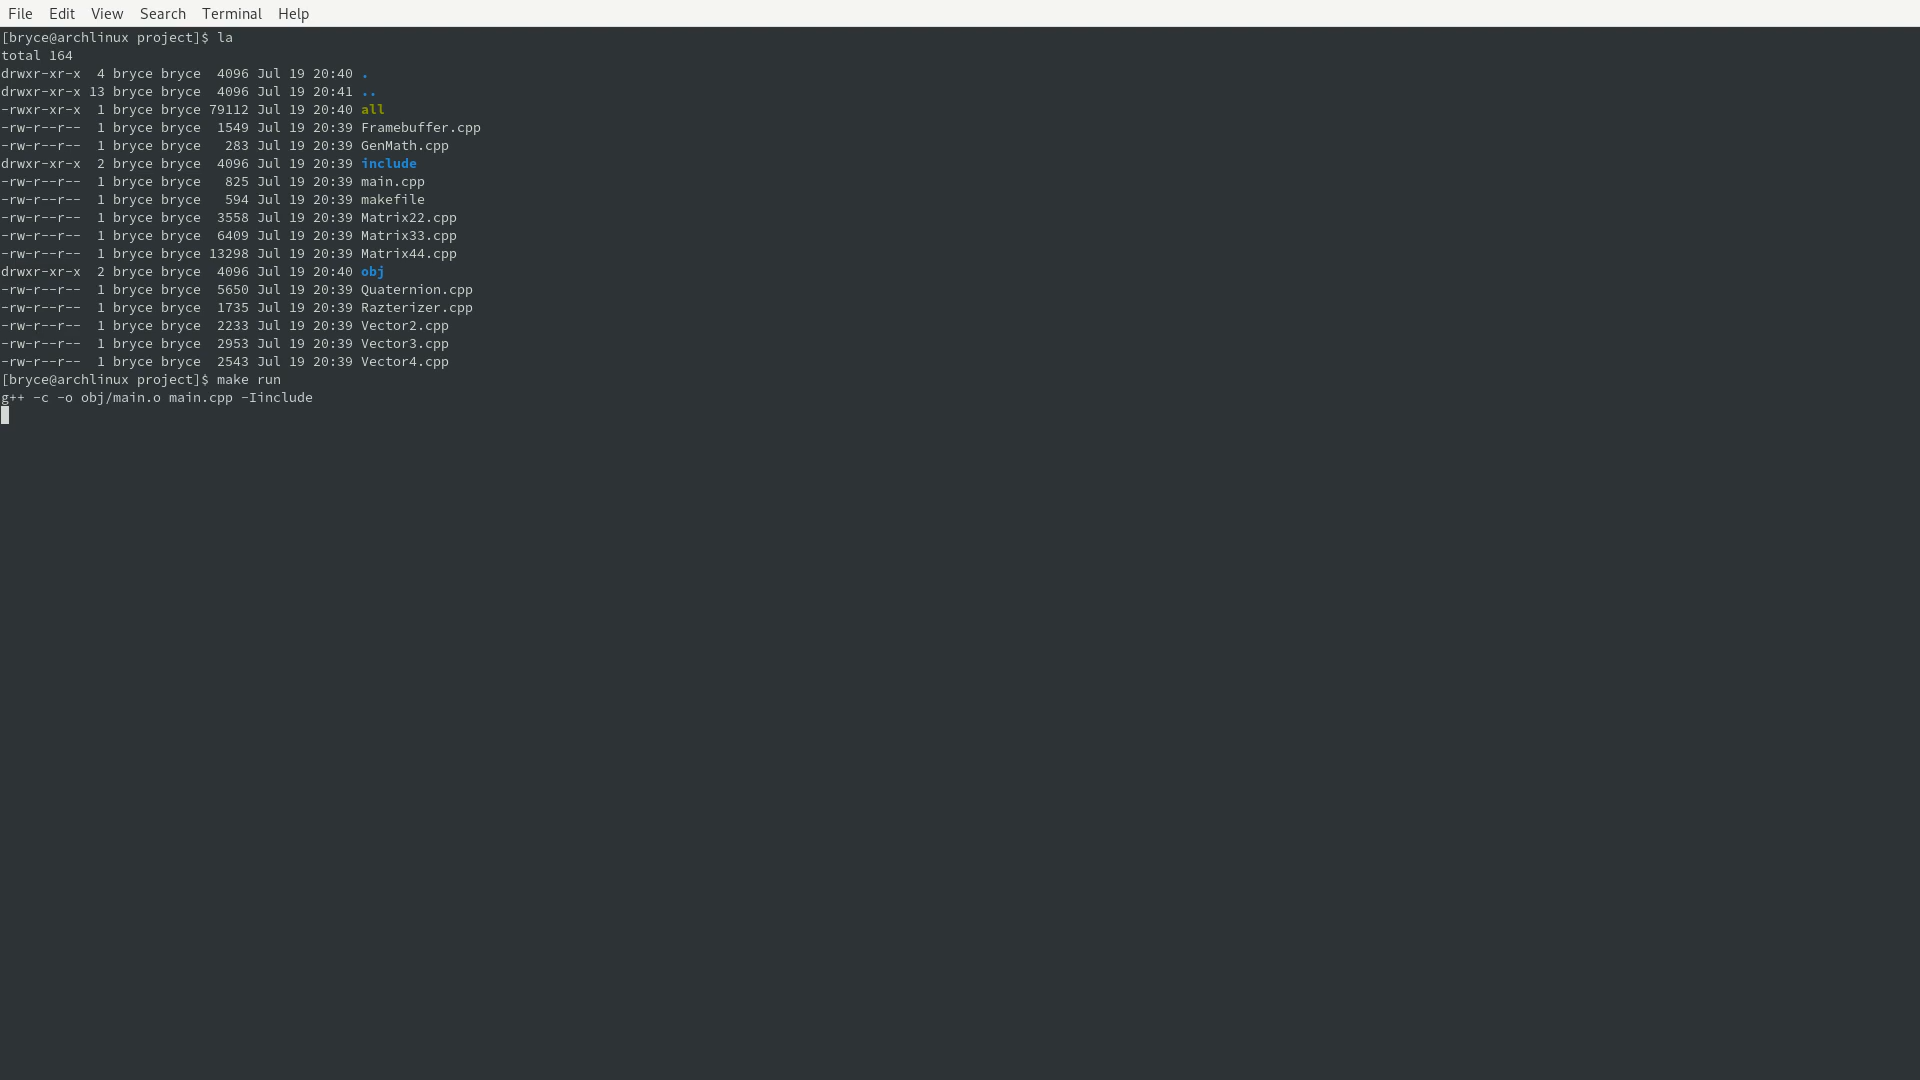 File Edit View Search Terminal Help
[bryce@archlinux project]$ la
total 164
drwxr-xr-x  4 bryce bryce  4096 Jul 19 20:40 .
drwxr-xr-x 13 bryce bryce  4096 Jul 19 20:41 ..
-rwxr-xr-x  1 bryce bryce 79112 Jul 19 20:40 all
-rw-r--r--  1 bryce bryce  1549 Jul 19 20:39 Framebuffer.cpp
-rw-r--r--  1 bryce bryce   283 Jul 19 20:39 GenMath.cpp
drwxr-xr-x  2 bryce bryce  4096 Jul 19 20:39 include
-rw-r--r--  1 bryce bryce   825 Jul 19 20:39 main.cpp
-rw-r--r--  1 bryce bryce   594 Jul 19 20:39 makefile
-rw-r--r--  1 bryce bryce  3558 Jul 19 20:39 Matrix22.cpp
-rw-r--r--  1 bryce bryce  6409 Jul 19 20:39 Matrix33.cpp
-rw-r--r--  1 bryce bryce 13298 Jul 19 20:39 Matrix44.cpp
drwxr-xr-x  2 bryce bryce  4096 Jul 19 20:40 obj
-rw-r--r--  1 bryce bryce  5650 Jul 19 20:39 Quaternion.cpp
-rw-r--r--  1 bryce bryce  1735 Jul 19 20:39 Razterizer.cpp
-rw-r--r--  1 bryce bryce  2233 Jul 19 20:39 Vector2.cpp
-rw-r--r--  1 bryce bryce  2953 Jul 19 20:39 Vector3.cpp
-rw-r--r--  1 bryce bryce  2543 Jul 19 20:39 Vector4.cpp
[bryce@archlinux project]$ make run
g++ -c -o obj/main.o main.cpp -Iinclude